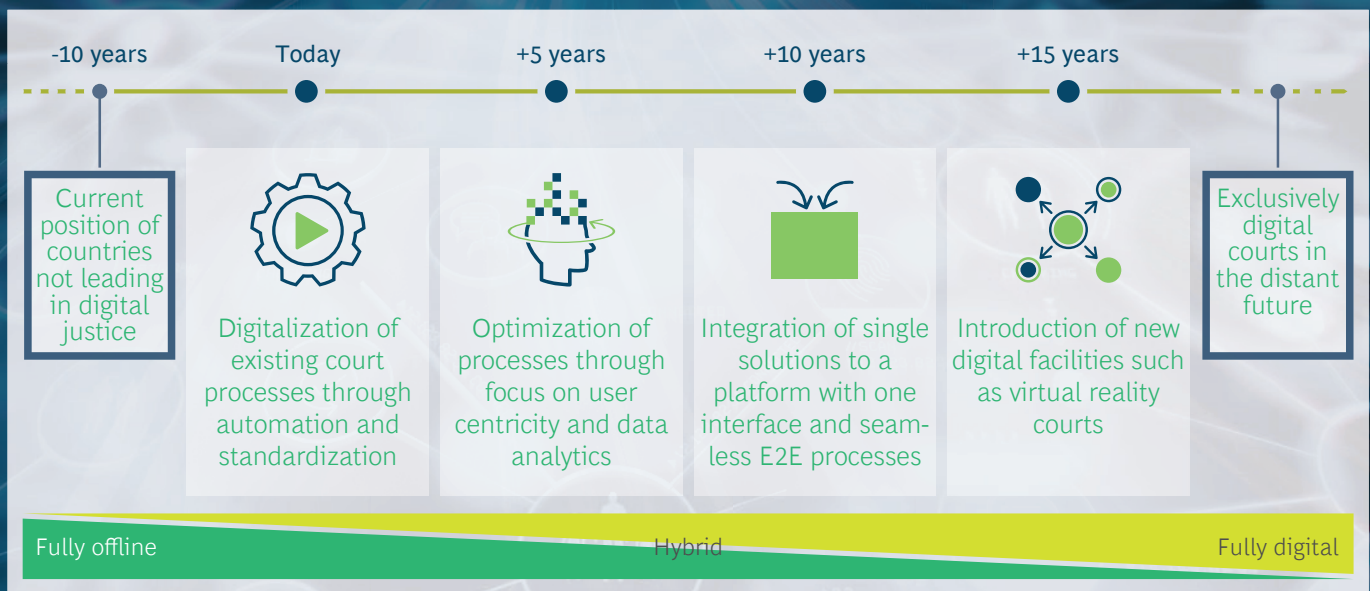 -10 years
Today
+5 years
+10 years
+15 years
Current
position of
countries
not leading
in digital
justice
Digitalization of
existing court
processes through
automation and
standardization
Optimization of
processes through
focus on user
centricity and data
analytics
Integration of single
solutions to a
platform with one
interface and seam-
less E2E processes
Introduction of new
digital facilities such
as virtual reality
courts
Exclusively
digital
courts in
the distant
future
Fully offline
Hybrid
Fully digital